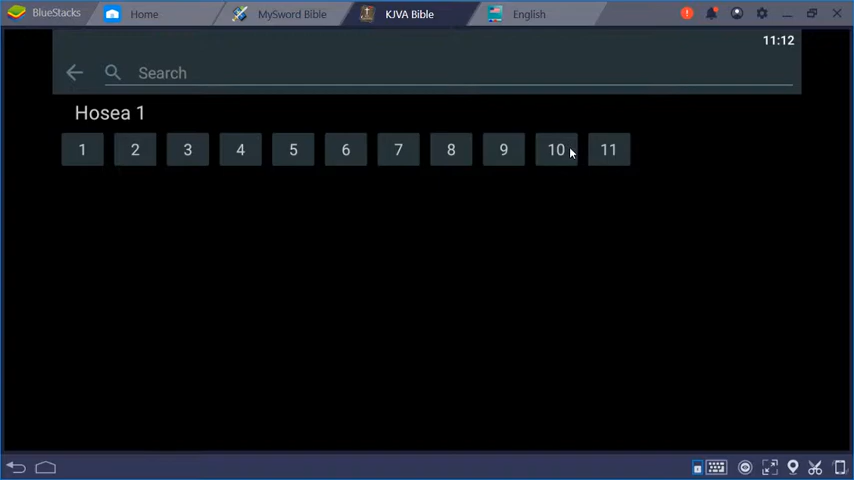 BlueStacks Home MySword Bible KJVA Bible English
11:12
Search
Hosea 1
1 2 3 4 5 6 7 8 9 10 11